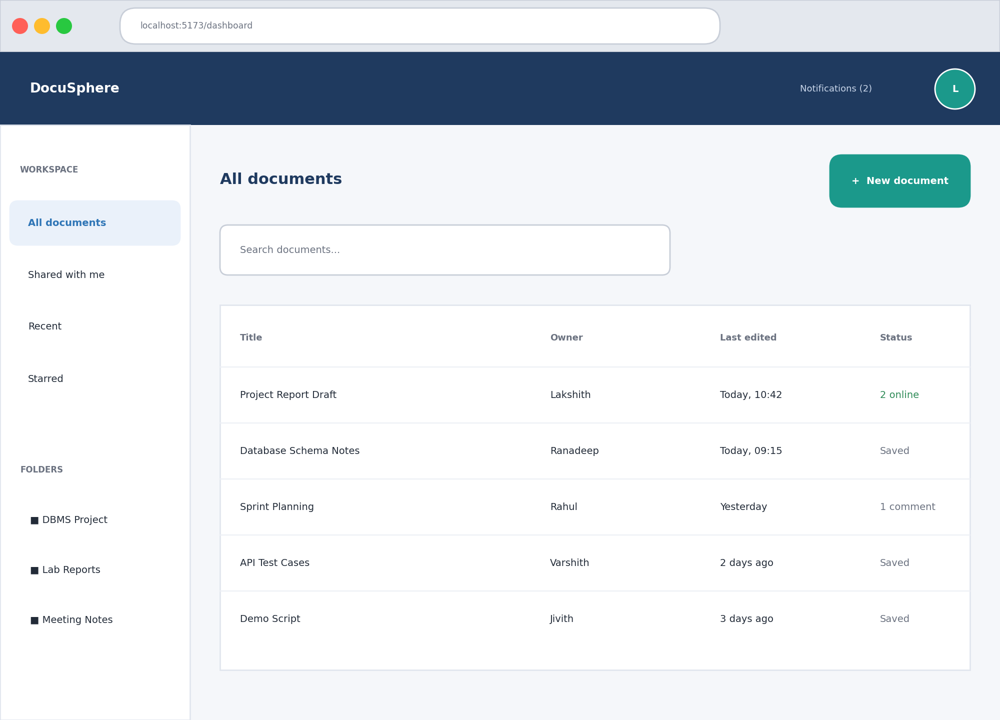 localhost:5173/dashboard
DocuSphere
Notifications (2)
L
WORKSPACE
All documents
Shared with me
Recent
Starred
FOLDERS
■ DBMS Project
■ Lab Reports
■ Meeting Notes
All documents
+ New document
Search documents...
Title Owner Last edited Status
Project Report Draft Lakshith Today, 10:42 2 online
Database Schema Notes Ranadeep Today, 09:15 Saved
Sprint Planning Rahul Yesterday 1 comment
API Test Cases Varshith 2 days ago Saved
Demo Script Jivith 3 days ago Saved